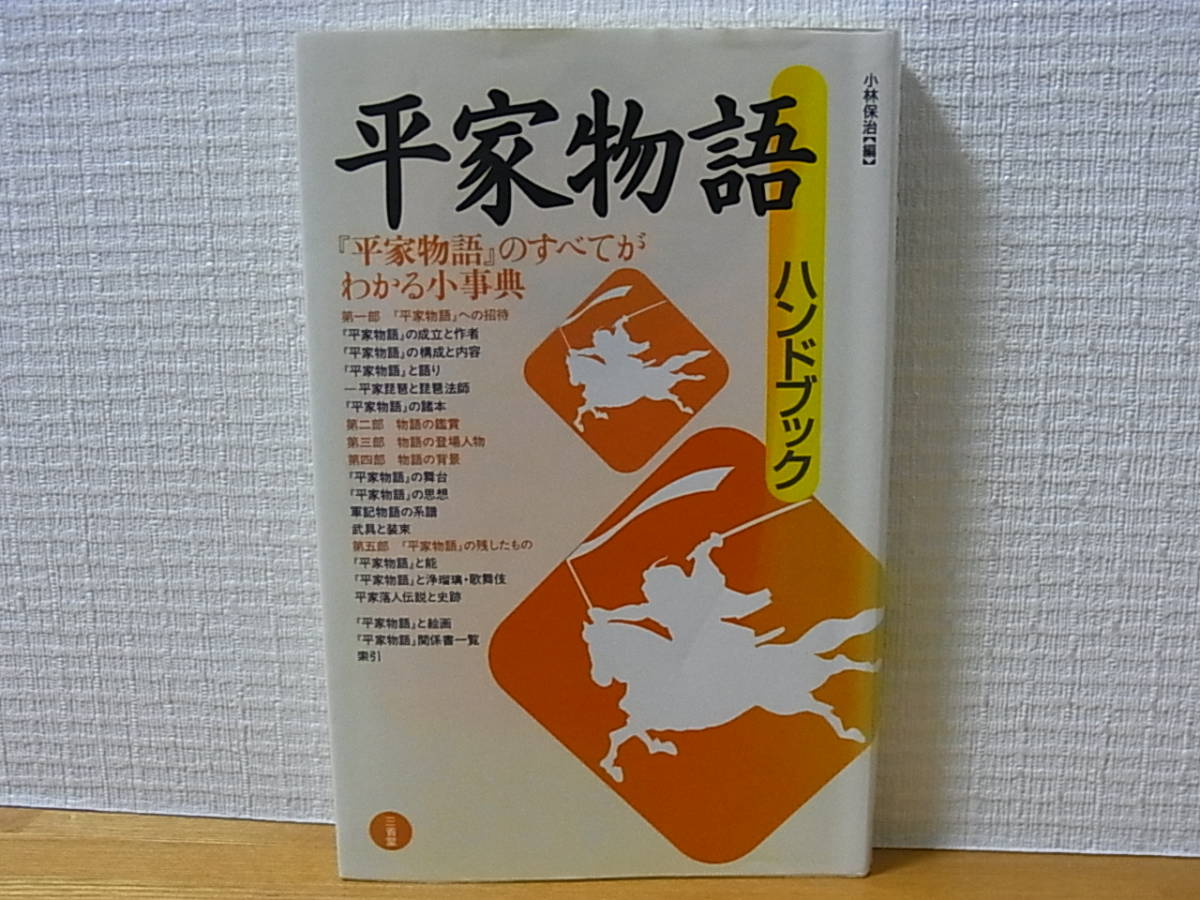 平家物語
ハンドブック
小林保治【編】
『平家物語』のすべてが
わかる小事典
第一部 『平家物語』への招待
『平家物語』の成立と作者
『平家物語』の構成と内容
『平家物語』と語り
―平家琵琶と琵琶法師
『平家物語』の諸本
第二部 物語の鑑賞
第三部 物語の登場人物
第四部 物語の背景
『平家物語』の舞台
『平家物語』の思想
軍記物語の系譜
武具と装束
第五部 『平家物語』の残したもの
『平家物語』と能
『平家物語』と浄瑠璃・歌舞伎
平家落人伝説と史跡
『平家物語』と絵画
『平家物語』関係書一覧
索引
三省堂